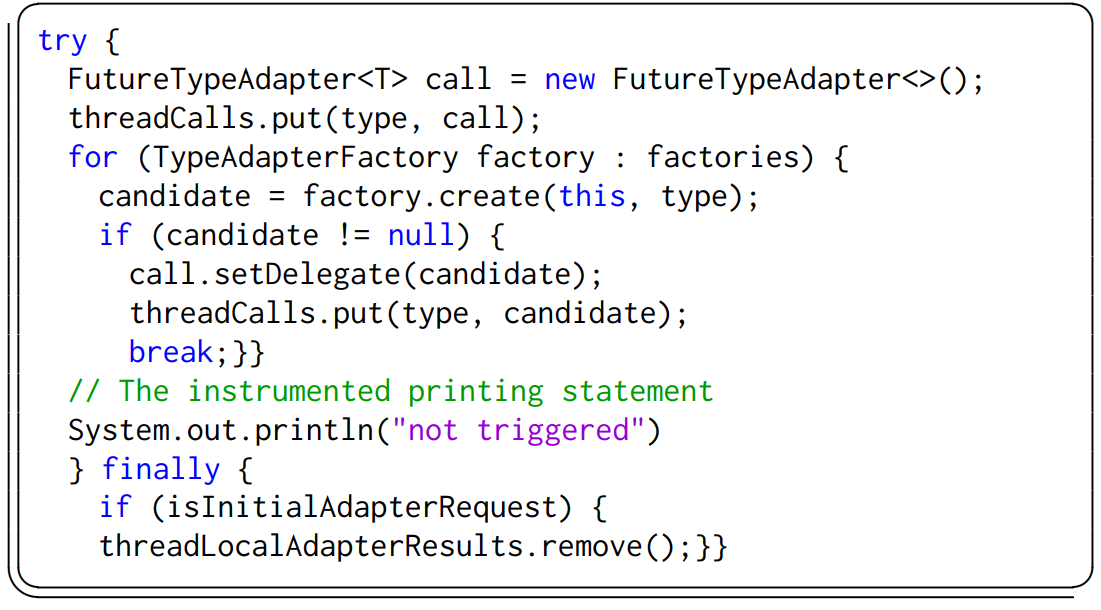 try {
FutureTypeAdapter<T> call = new FutureTypeAdapter<>();
threadCalls.put(type, call);
for (TypeAdapterFactory factory : factories) {
candidate = factory.create(this, type);
if (candidate != null) {
call.setDelegate(candidate);
threadCalls.put(type, candidate);
break;}}
// The instrumented printing statement
System.out.println("not triggered")
} finally {
if (isInitialAdapterRequest) {
threadLocalAdapterResults.remove();}}